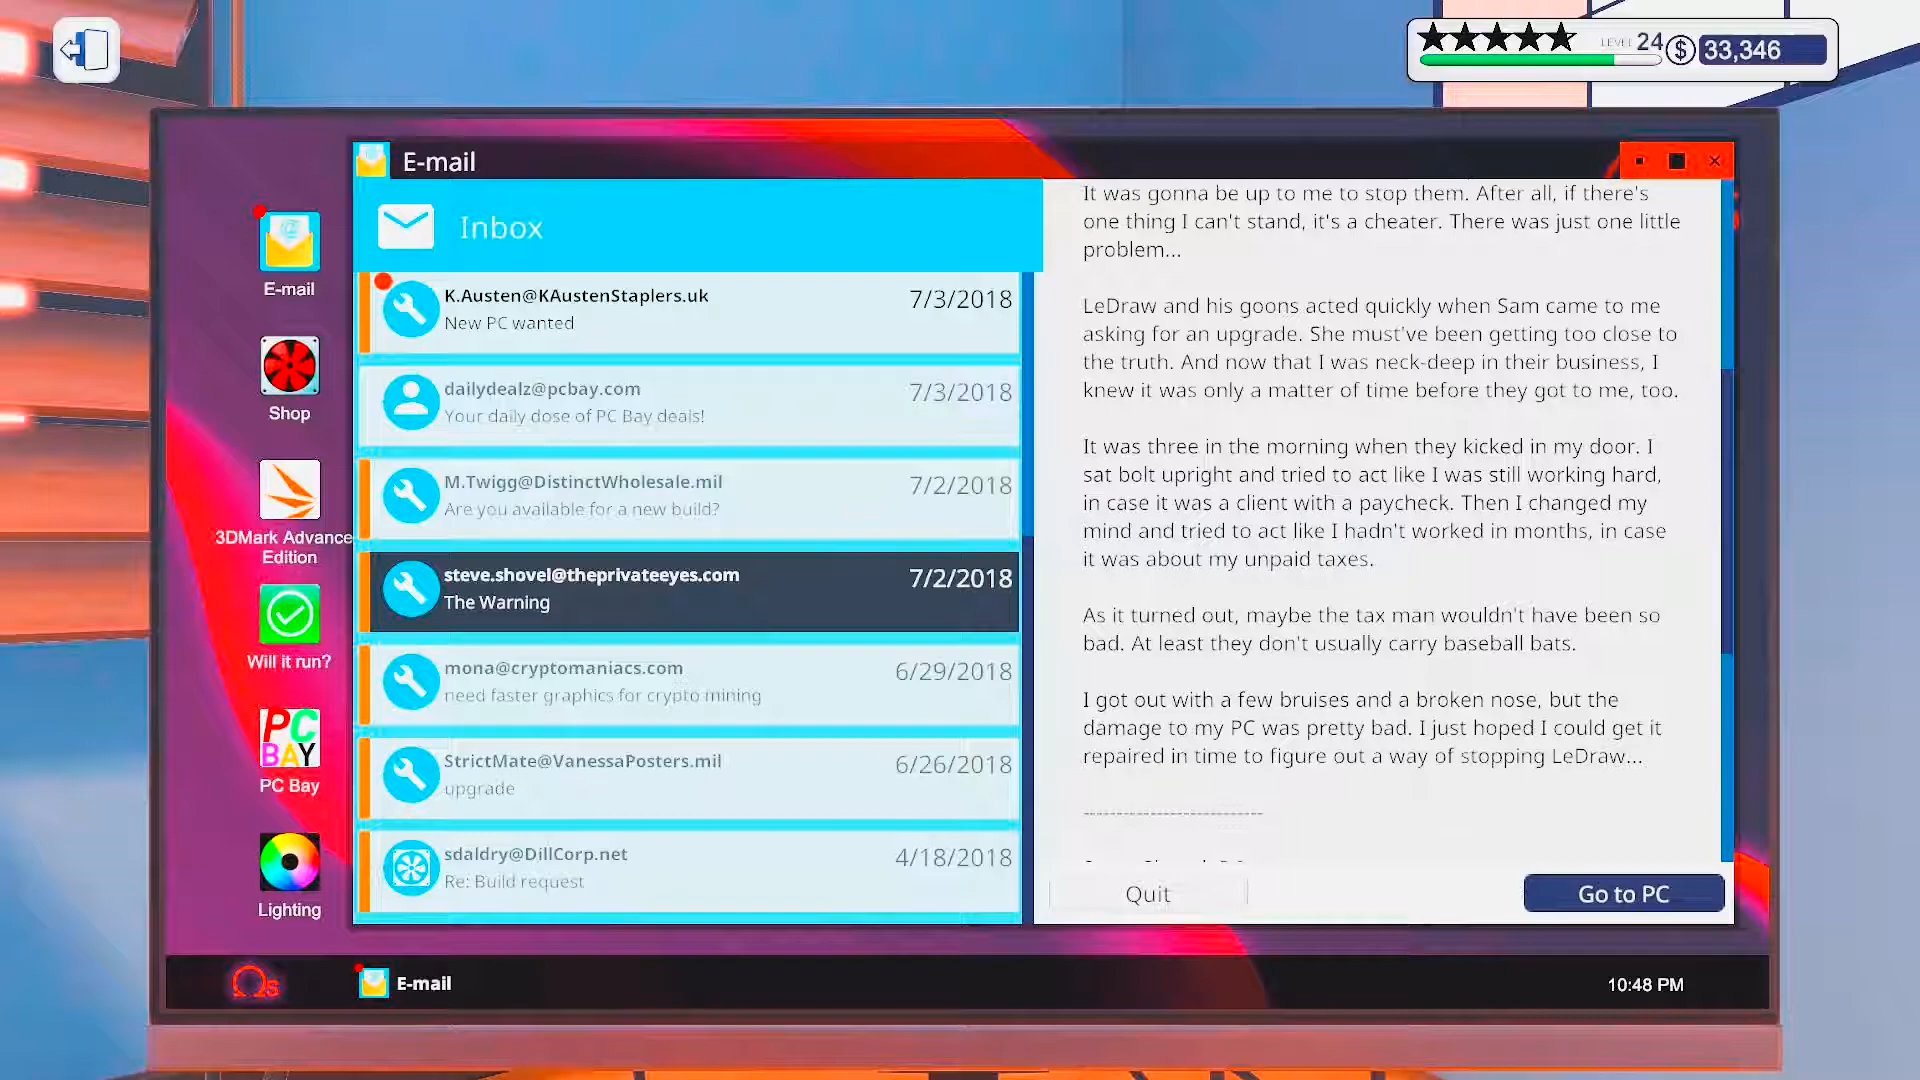 LEVEL 24
$ 33,346
E-mail
Inbox
E-mail
Shop
3DMark Advance
Edition
Will it run?
PC
BAY
PC Bay
Lighting
K.Austen@KAustenStaplers.uk
7/3/2018
New PC wanted
dailydealz@pcbay.com
7/3/2018
Your daily dose of PC Bay deals!
M.Twigg@DistinctWholesale.mil
7/2/2018
Are you available for a new build?
steve.shovel@theprivateeyes.com
7/2/2018
The Warning
mona@cryptomaniacs.com
6/29/2018
need faster graphics for crypto mining
StrictMate@VanessaPosters.mil
6/26/2018
upgrade
sdaldry@DillCorp.net
4/18/2018
Re: Build request
It was gonna be up to me to stop them. After all, if there's
one thing I can't stand, it's a cheater. There was just one little
problem...
LeDraw and his goons acted quickly when Sam came to me
asking for an upgrade. She must've been getting too close to
the truth. And now that I was neck-deep in their business, I
knew it was only a matter of time before they got to me, too.
It was three in the morning when they kicked in my door. I
sat bolt upright and tried to act like I was still working hard,
in case it was a client with a paycheck. Then I changed my
mind and tried to act like I hadn't worked in months, in case
it was about my unpaid taxes.
As it turned out, maybe the tax man wouldn't have been so
bad. At least they don't usually carry baseball bats.
I got out with a few bruises and a broken nose, but the
damage to my PC was pretty bad. I just hoped I could get it
repaired in time to figure out a way of stopping LeDraw...
---------------------------
Quit
Go to PC
Ωs
E-mail
10:48 PM